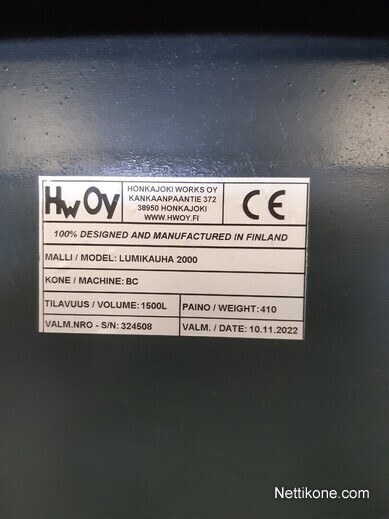 HwOy
HONKAJOKI WORKS OY
KANKAANPAANTIE 372
38950 HONKAJOKI
WWW.HWOY.FI
CE
100% DESIGNED AND MANUFACTURED IN FINLAND
MALLI / MODEL: LUMIKAUHA 2000
KONE / MACHINE: BC
TILAVUUS / VOLUME: 1500L
PAINO / WEIGHT: 410
VALM.NRO - S/N: 324508
VALM. / DATE: 10.11.2022
Nettikone.com